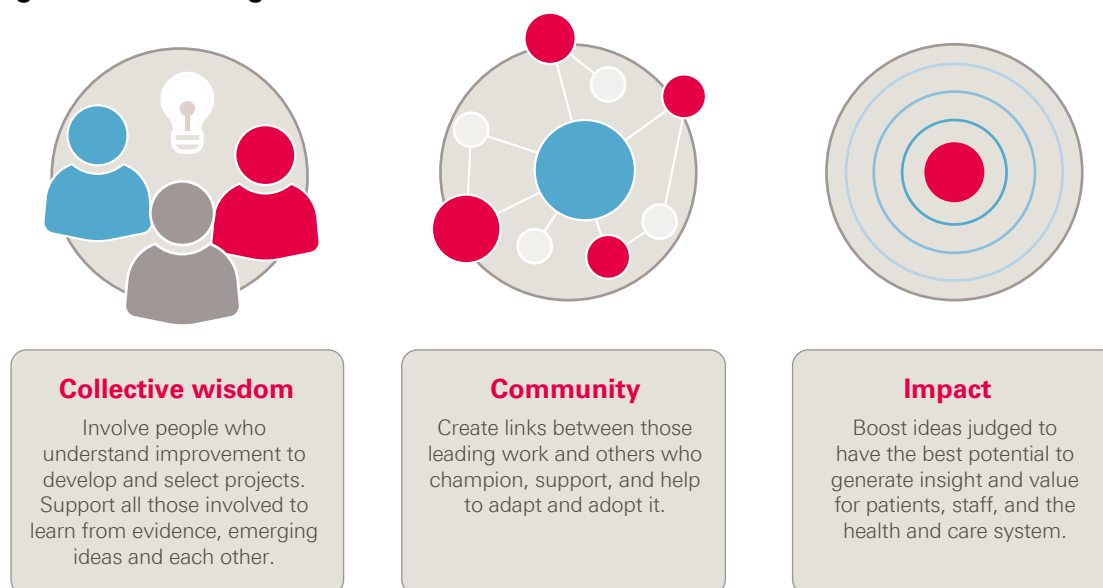 Collective wisdom
Involve people who
understand improvement to
develop and select projects.
Support all those involved to
learn from evidence, emerging
ideas and each other.
Community
Create links between those
leading work and others who
champion, support, and help
to adapt and adopt it.
Impact
Boost ideas judged to
have the best potential to
generate insight and value
for patients, staff, and the
health and care system.